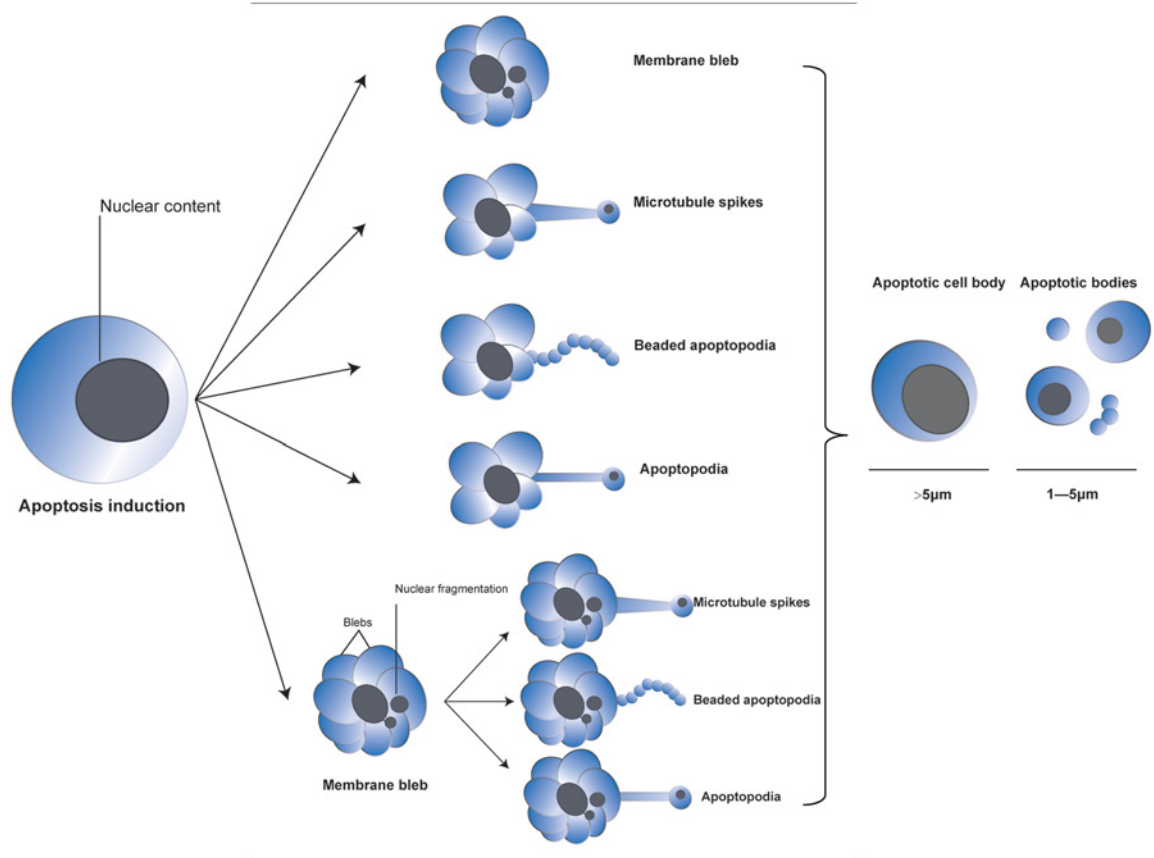 Membrane bleb
Nuclear content
Microtubule spikes
Apoptotic cell body
Apoptotic bodies
Beaded apoptopodia
Apoptopodia
>5µm
1—5µm
Apoptosis induction
Nuclear fragmentation
Microtubule spikes
Blebs
Beaded apoptopodia
Membrane bleb
Apoptopodia